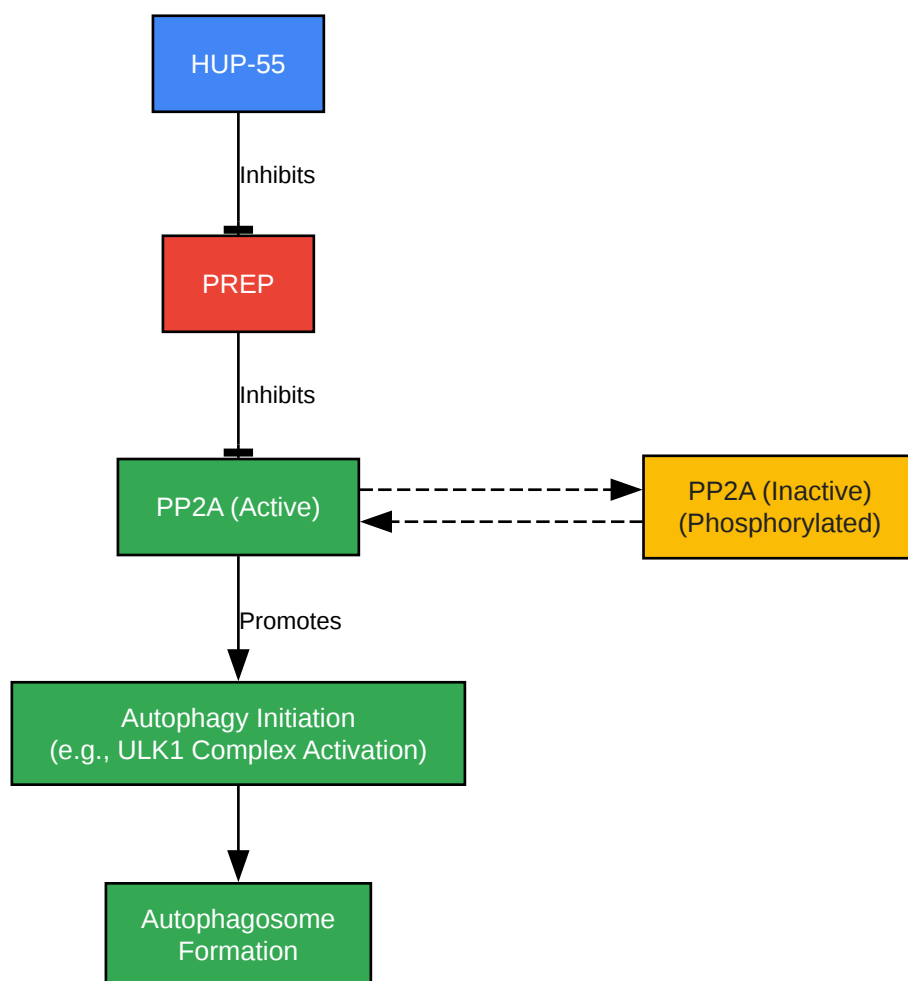 HUP-55
Inhibits
PREP
Inhibits
PP2A (Active)
PP2A (Inactive)
(Phosphorylated)
Promotes
Autophagy Initiation
(e.g., ULK1 Complex Activation)
Autophagosome
Formation